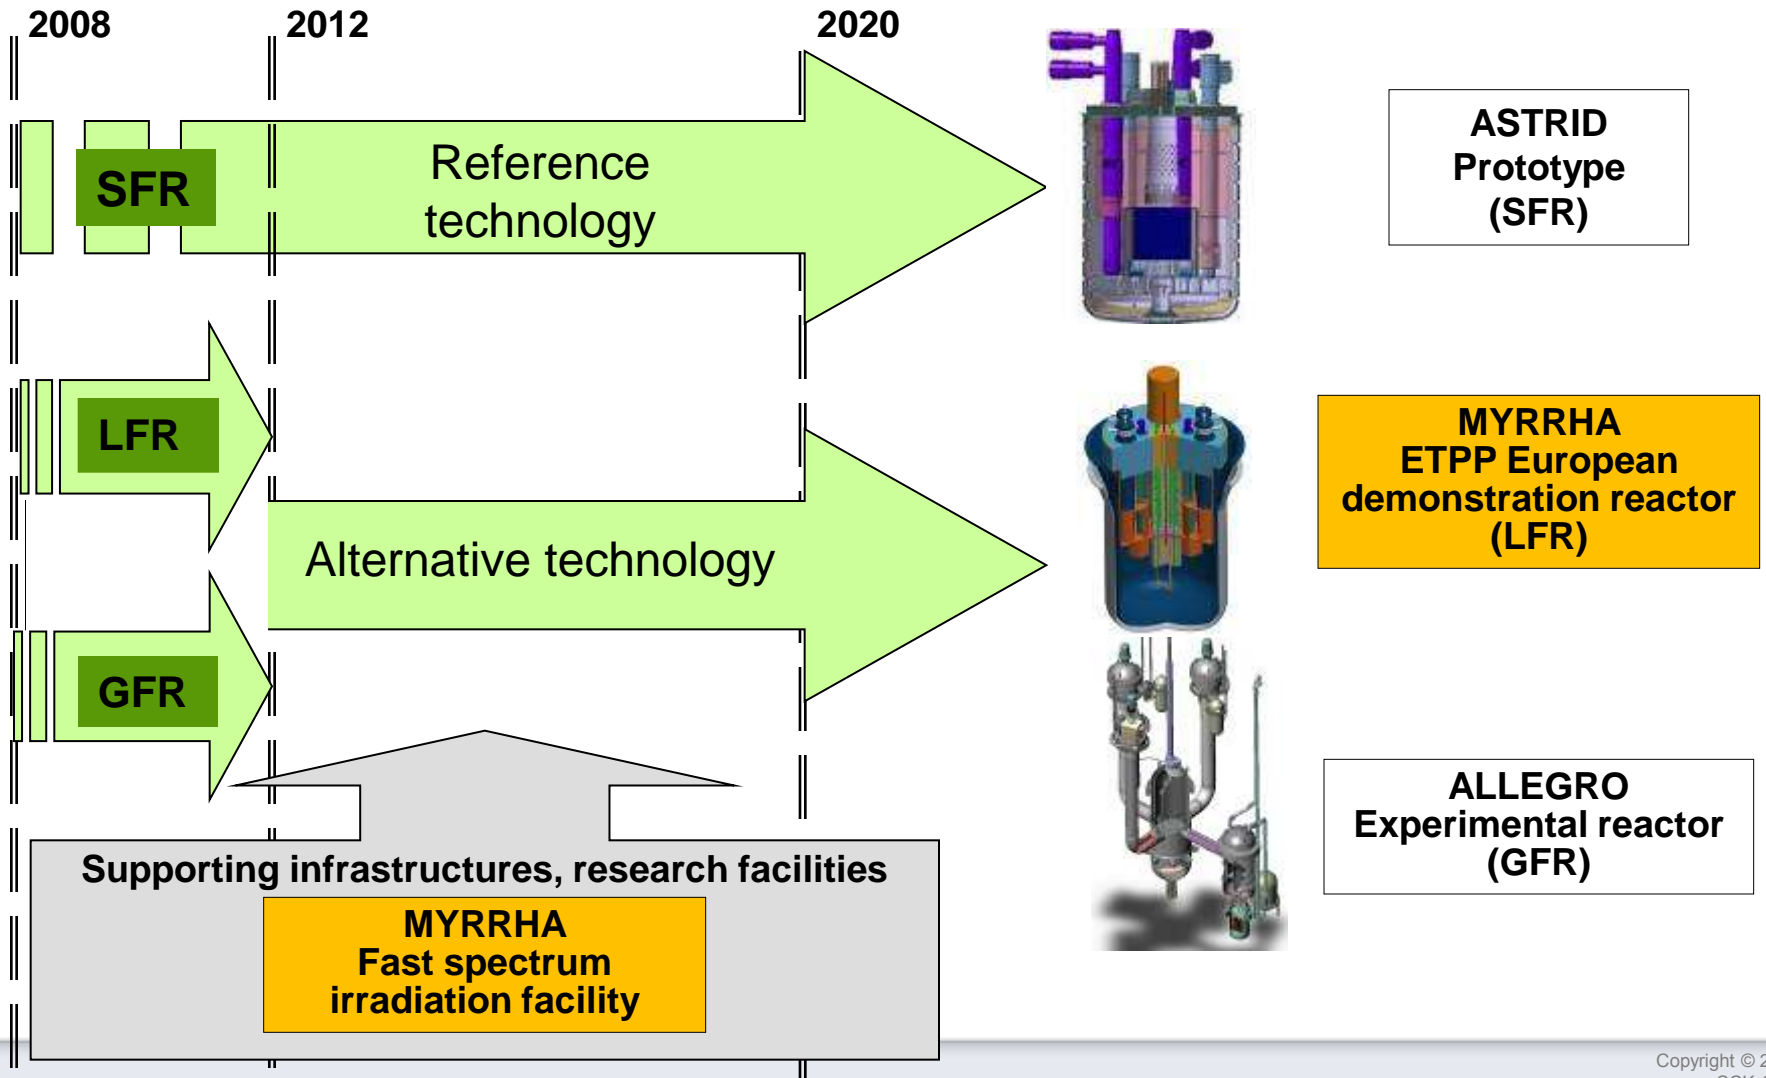 2008
2012
2020
SFR
Reference
technology
ASTRID
Prototype
(SFR)
LFR
MYRRHA
ETPP European
demonstration reactor
(LFR)
Alternative technology
GFR
ALLEGRO
Experimental reactor
(GFR)
Supporting infrastructures, research facilities
MYRRHA
Fast spectrum
irradiation facility
Copyright © 2